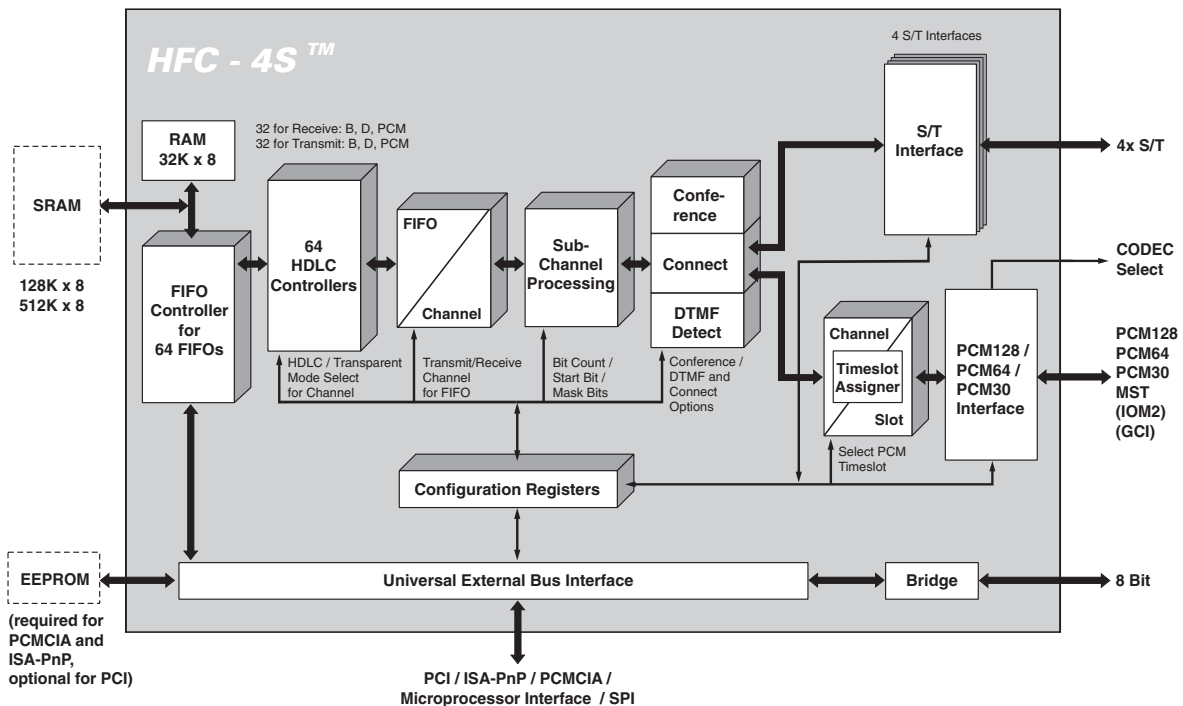 HFC - 4S ™
4 S/T Interfaces
RAM
32K x 8
32 for Receive: B, D, PCM
32 for Transmit: B, D, PCM
S/T
Interface
4x S/T
SRAM
128K x 8
512K x 8
FIFO
Controller
for
64 FIFOs
64
HDLC
Controllers
FIFO
Channel
Sub-
Channel
Processing
Confe-
rence
Connect
DTMF
Detect
CODEC
Select
HDLC / Transparent
Mode Select
for Channel
Transmit/Receive
Channel
for FIFO
Bit Count /
Start Bit /
Mask Bits
Conference /
DTMF and
Connect
Options
Channel
Timeslot
Assigner
Slot
Select PCM
Timeslot
PCM128 /
PCM64 /
PCM30
Interface
PCM128
PCM64
PCM30
MST
(IOM2)
(GCI)
Configuration Registers
EEPROM
(required for
PCMCIA and
ISA-PnP,
optional for PCI)
Universal External Bus Interface
Bridge
8 Bit
PCI / ISA-PnP / PCMCIA /
Microprocessor Interface / SPI